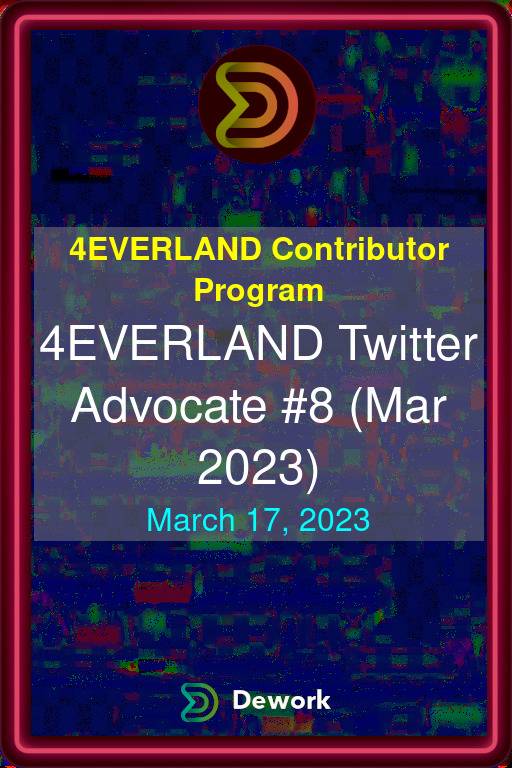 4EVERLAND Contributor
Program
4EVERLAND Twitter
Advocate #8 (Mar
2023)
March 17, 2023
Dework